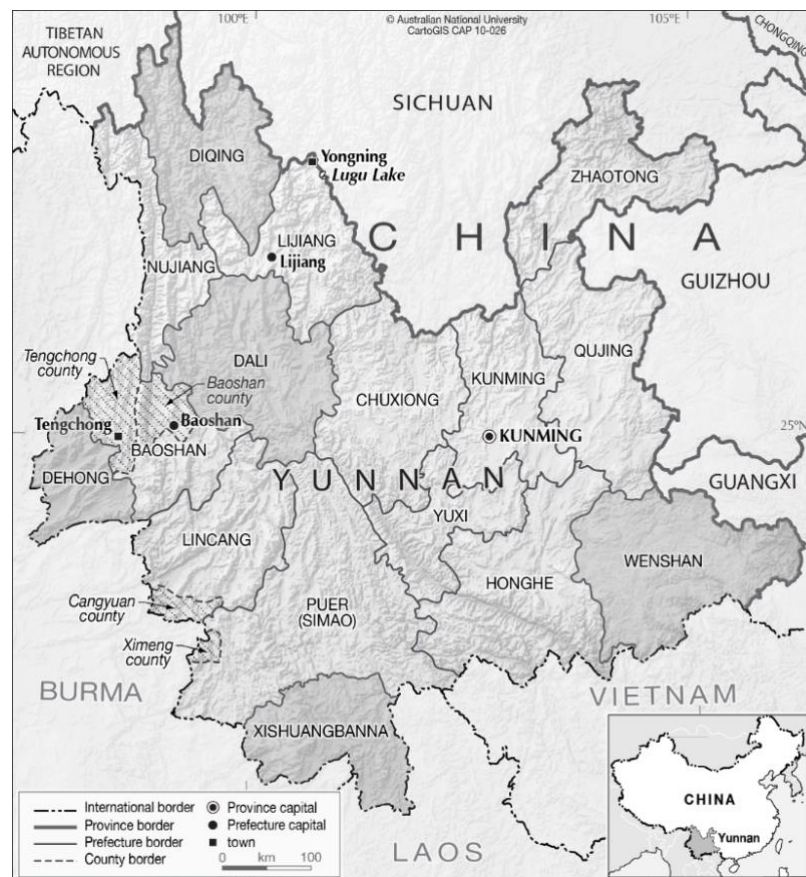 100°E
© Australian National University
CartoGIS CAP 10-026
105°E
CHONGQING
TIBETAN
AUTONOMOUS
REGION
SICHUAN
DIQING
Yongning
Lugu Lake
ZHAOTONG
CHINA
LIJIANG
Lijiang
NUJIANG
GUIZHOU
Tengchong
county
DALI
Baoshan
county
CHUXIONG
KUNMING
QUJING
Tengchong
Baoshan
KUNMING
25°N
BAOSHAN
DEHONG
YUNNAN
GUANGXI
YUXI
LINCANG
WENSHAN
HONGHE
Cangyuan
county
PUER
(SIMAO)
Ximeng
county
BURMA
VIETNAM
XISHUANGBANNA
LAOS
International border
Province border
Prefecture border
County border
Province capital
Prefecture capital
town
0 km 100
CHINA
Yunnan